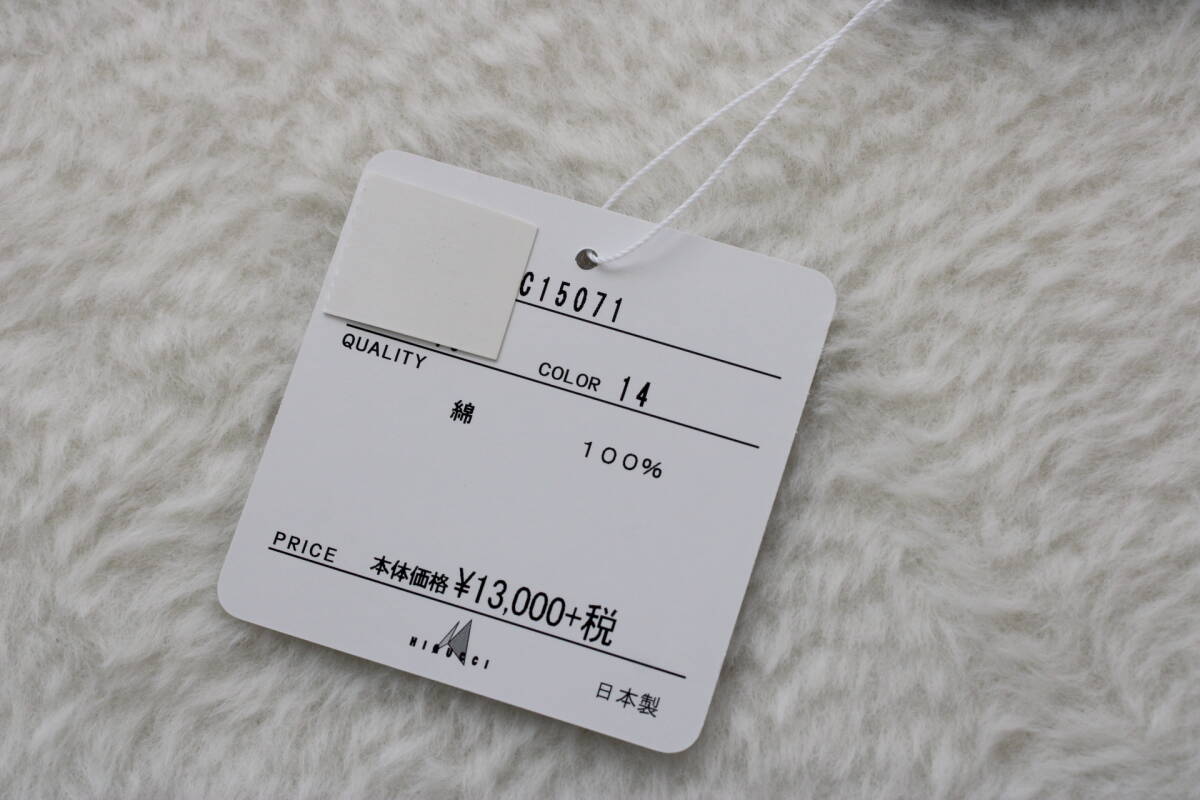 C15071
QUALITY
COLOR 14
綿 100%
PRICE 本体価格 ¥13,000+税
日本製